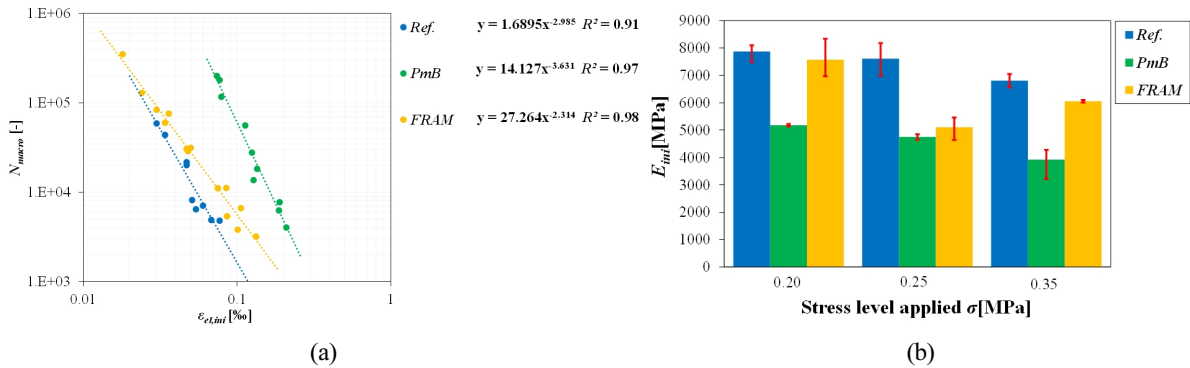 1.E+06
1.E+05
1.E+04
1.E+03
N_macro [-]
0.01 0.1 1
ε_el,ini [‰]
Ref. y = 1.6895x^-2.985 R² = 0.91
PmB y = 14.127x^-3.631 R² = 0.97
FRAM y = 27.264x^-2.314 R² = 0.98
(a)
9000
8000
7000
6000
5000
4000
3000
2000
1000
0
E_ini[MPa]
0.20 0.25 0.35
Stress level applied σ[MPa]
Ref.
PmB
FRAM
(b)